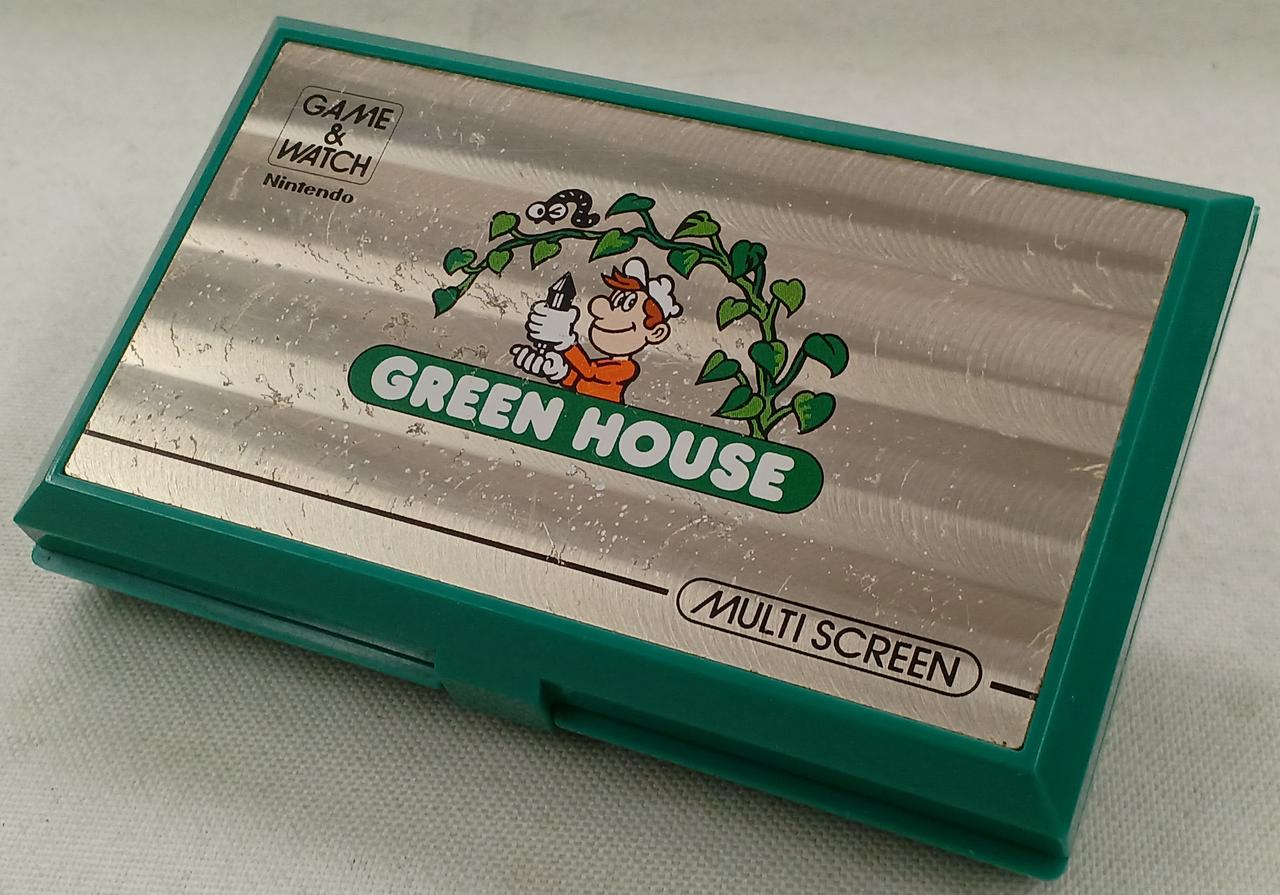 GAME
&
WATCH
Nintendo
GREEN HOUSE
MULTI SCREEN